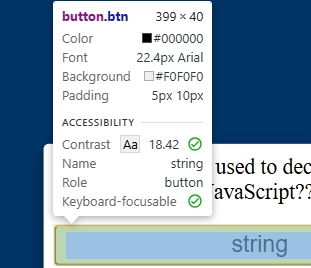 button.btn 399 × 40
Color #000000
Font 22.4px Arial
Background #F0F0F0
Padding 5px 10px
ACCESSIBILITY
Contrast Aa 18.42
Name string
Role button
Keyboard-focusable
used to dec
JavaScript??
string